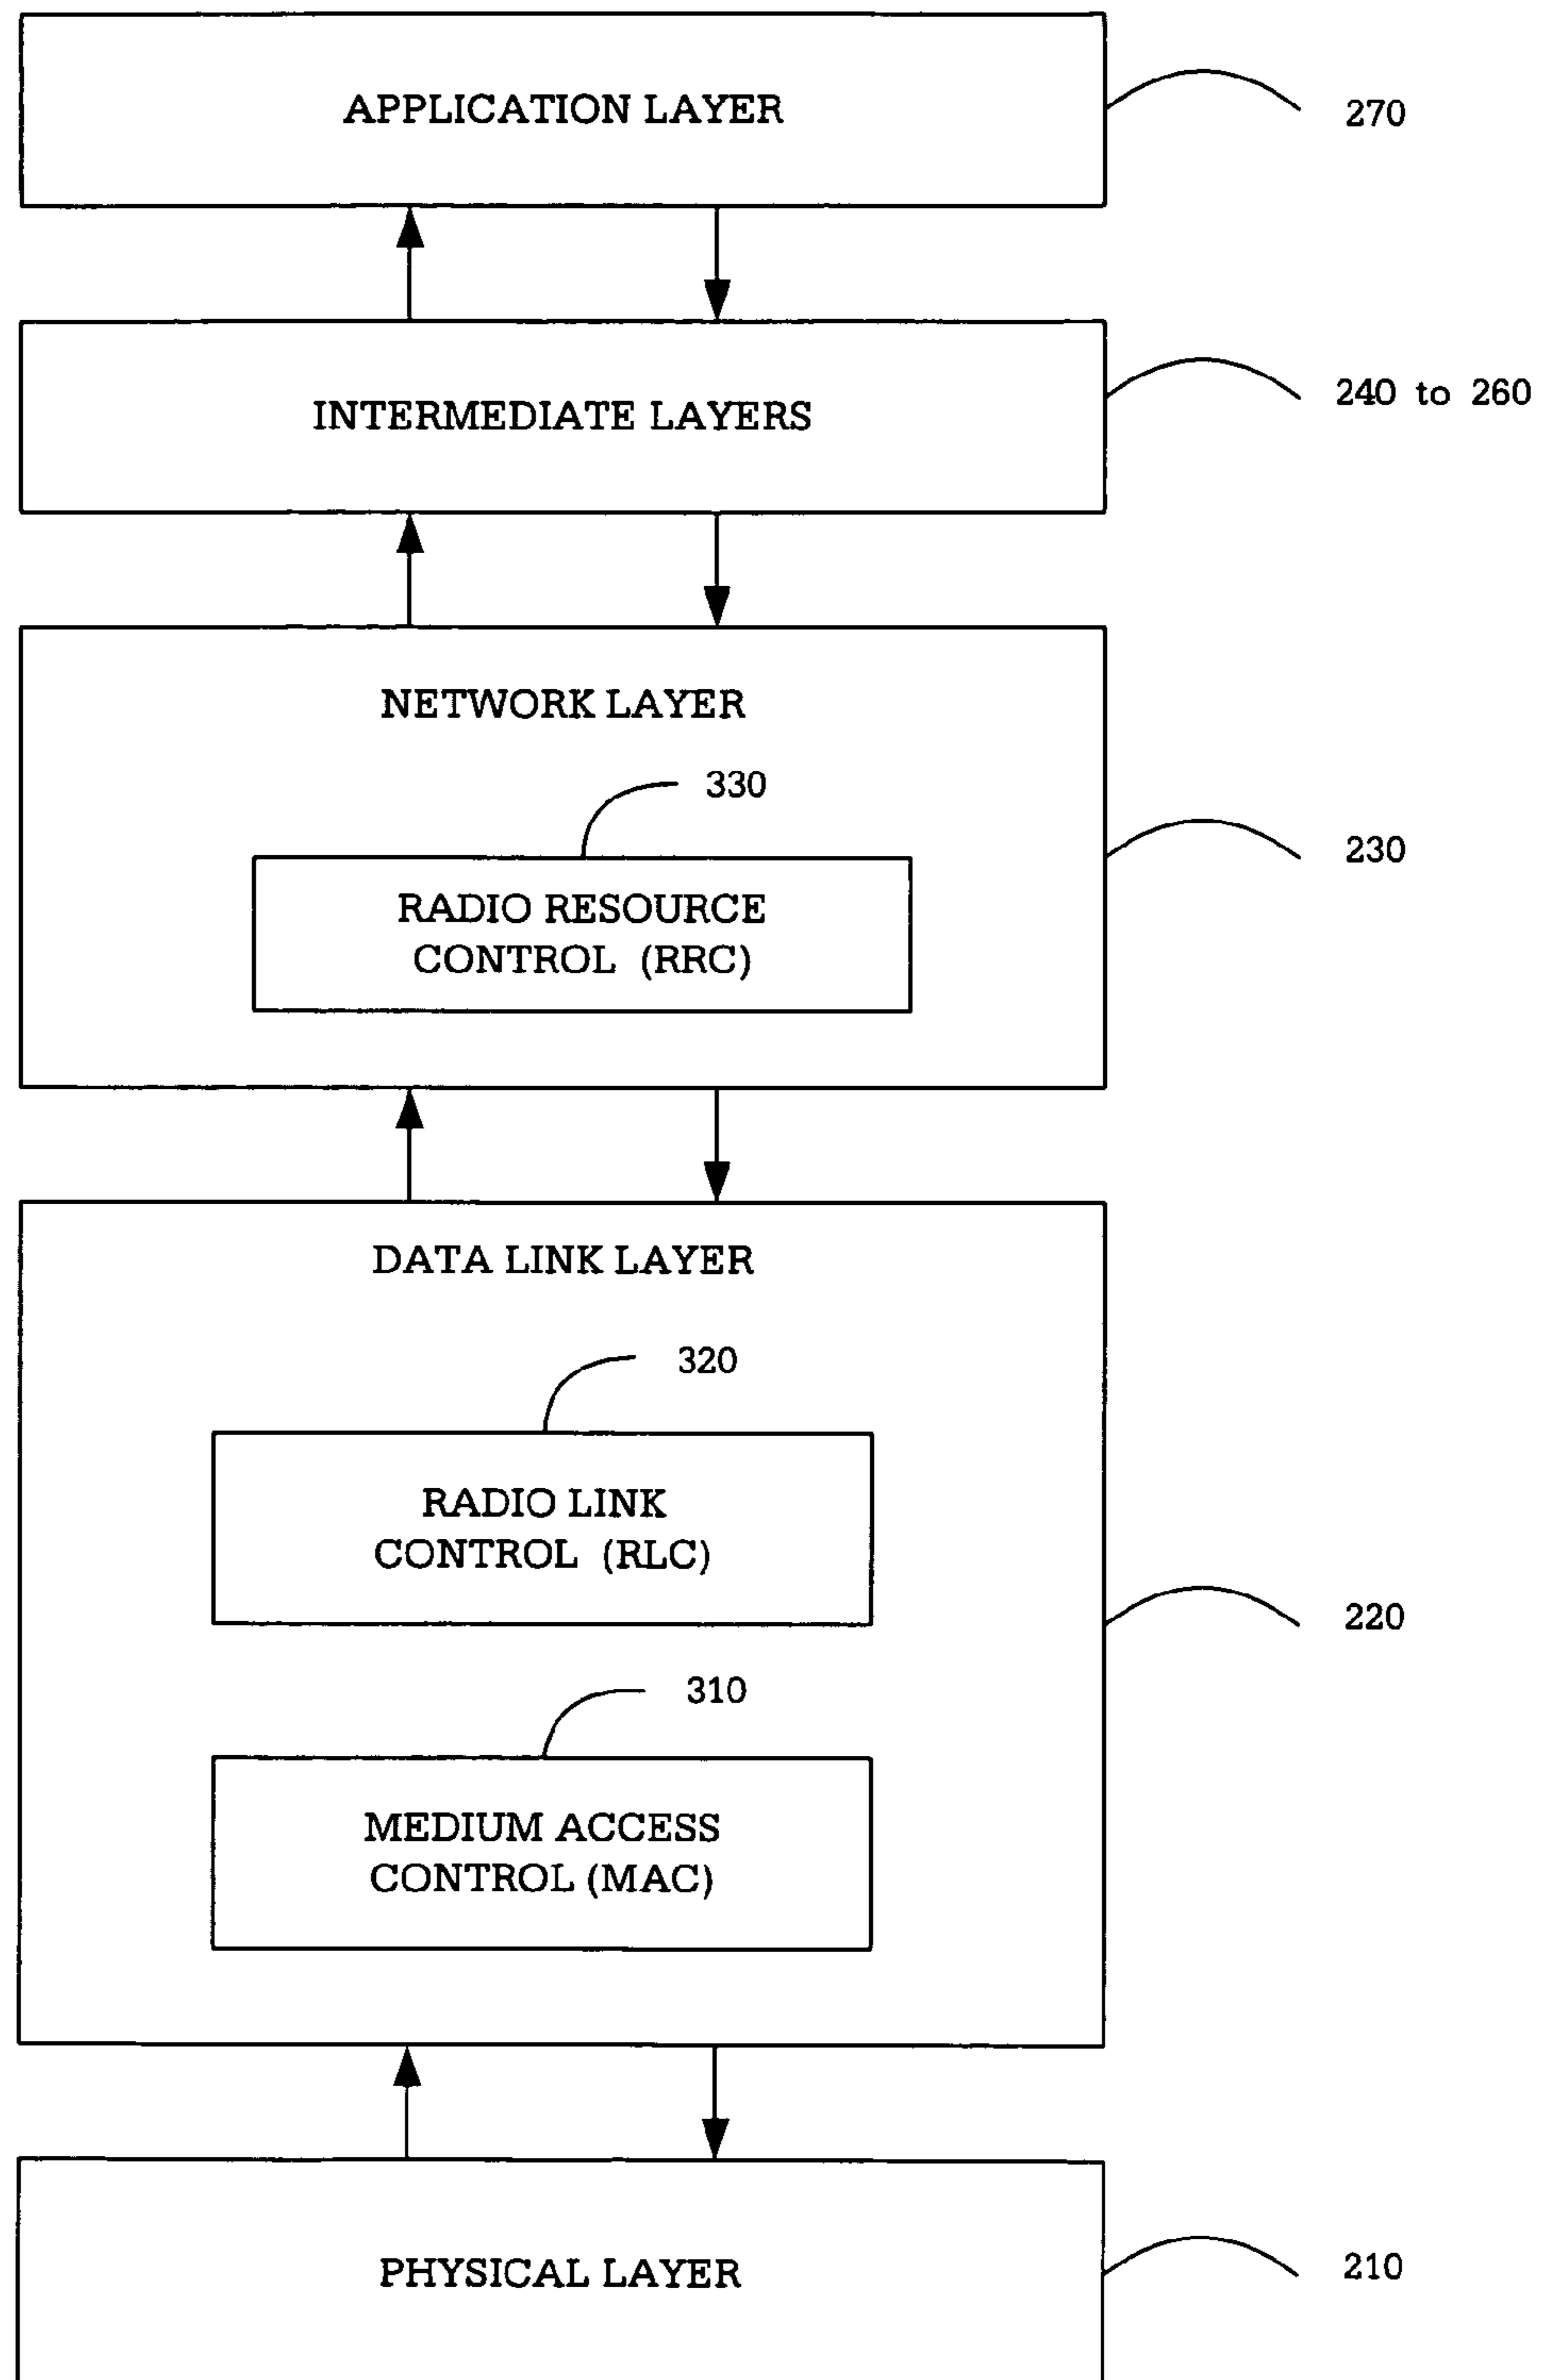 APPLICATION LAYER
270
INTERMEDIATE LAYERS
240 to 260
NETWORK LAYER
330
RADIO RESOURCE
CONTROL (RRC)
230
DATA LINK LAYER
320
RADIO LINK
CONTROL (RLC)
220
310
MEDIUM ACCESS
CONTROL (MAC)
PHYSICAL LAYER
210